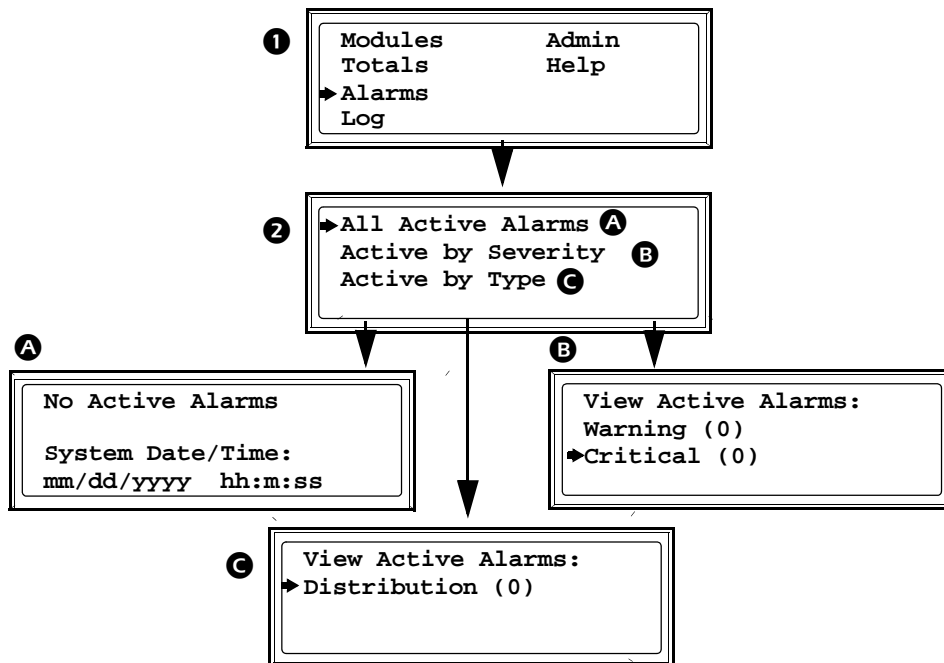 1
Modules Admin
Totals Help
Alarms
Log
2
All Active Alarms A
Active by Severity B
Active by Type C
A
No Active Alarms
System Date/Time:
mm/dd/yyyy hh:m:ss
B
View Active Alarms:
Warning (0)
Critical (0)
C
View Active Alarms:
Distribution (0)